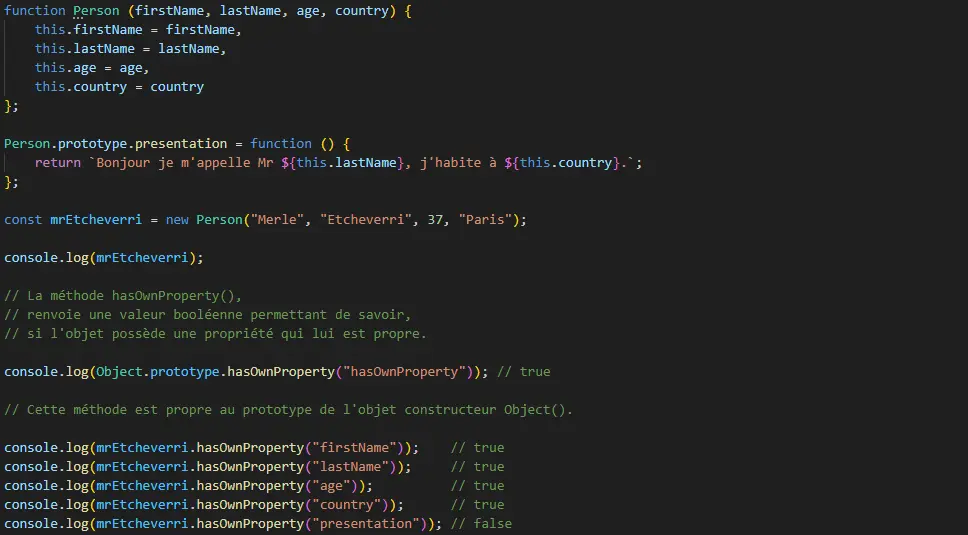 function Person (firstName, lastName, age, country) {
    this.firstName = firstName,
    this.lastName = lastName,
    this.age = age,
    this.country = country
};

Person.prototype.presentation = function () {
    return `Bonjour je m'appelle Mr ${this.lastName}, j'habite à ${this.country}.`;
};

const mrEtcheverri = new Person("Merle", "Etcheverri", 37, "Paris");

console.log(mrEtcheverri);

// La méthode hasOwnProperty(),
// renvoie une valeur booléenne permettant de savoir,
// si l'objet possède une propriété qui lui est propre.

console.log(Object.prototype.hasOwnProperty("hasOwnProperty")); // true

// Cette méthode est propre au prototype de l'objet constructeur Object().

console.log(mrEtcheverri.hasOwnProperty("firstName"));    // true
console.log(mrEtcheverri.hasOwnProperty("lastName"));     // true
console.log(mrEtcheverri.hasOwnProperty("age"));          // true
console.log(mrEtcheverri.hasOwnProperty("country"));      // true
console.log(mrEtcheverri.hasOwnProperty("presentation")); // false